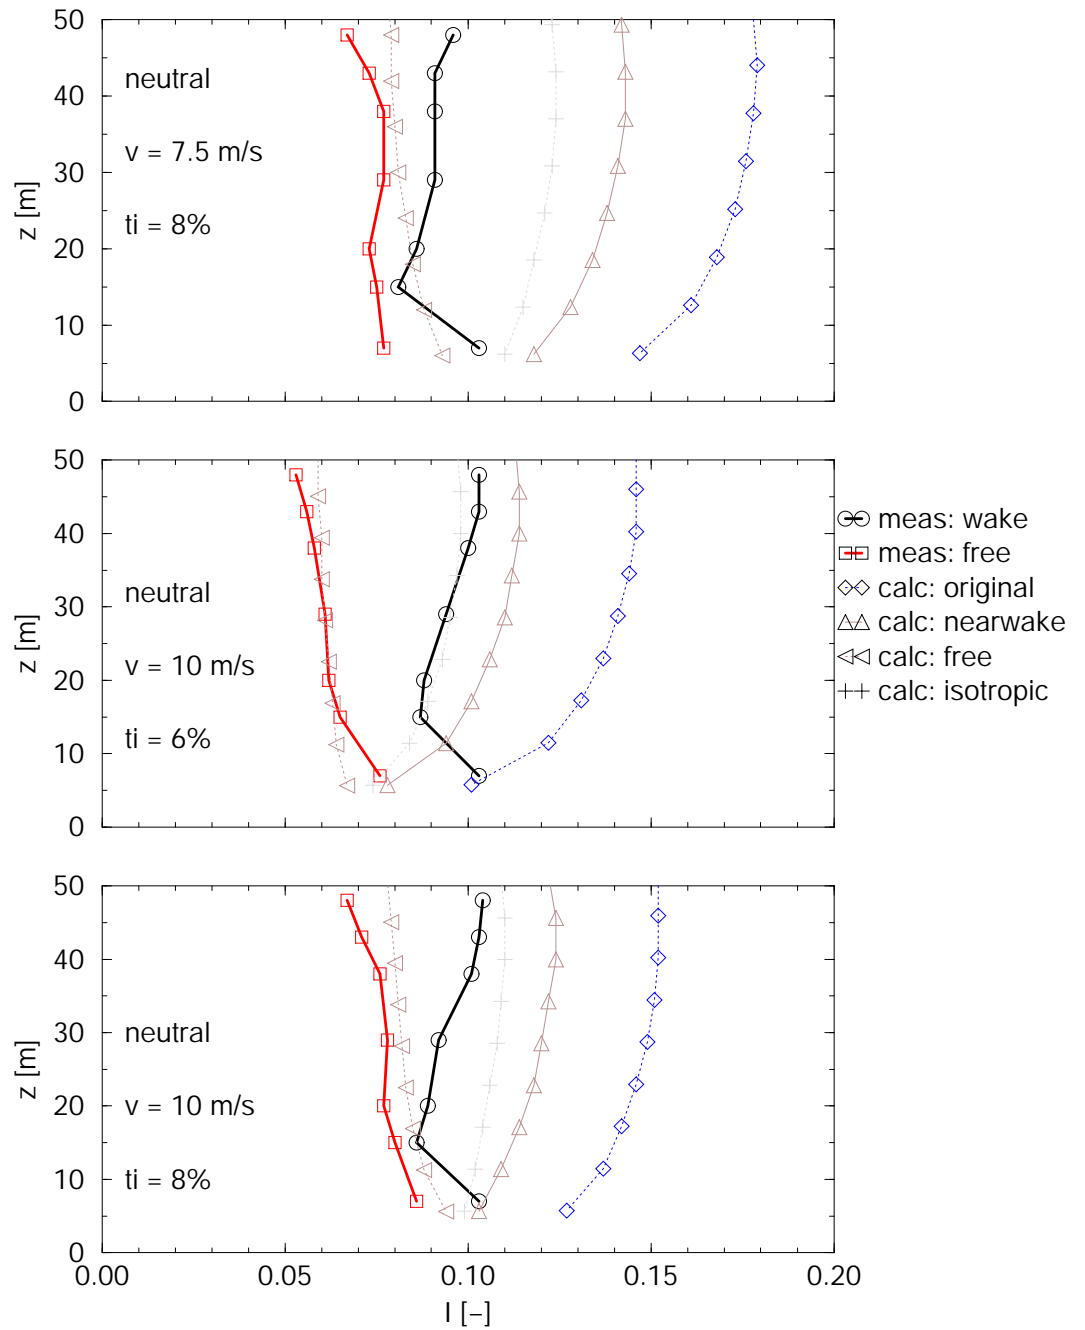 50
40
30
20
10
0
z [m]
neutral
v = 7.5 m/s
ti = 8%
50
40
30
20
10
0
z [m]
neutral
v = 10 m/s
ti = 6%
meas: wake
meas: free
calc: original
calc: nearwake
calc: free
calc: isotropic
50
40
30
20
10
0
z [m]
neutral
v = 10 m/s
ti = 8%
0.00 0.05 0.10 0.15 0.20
I [–]